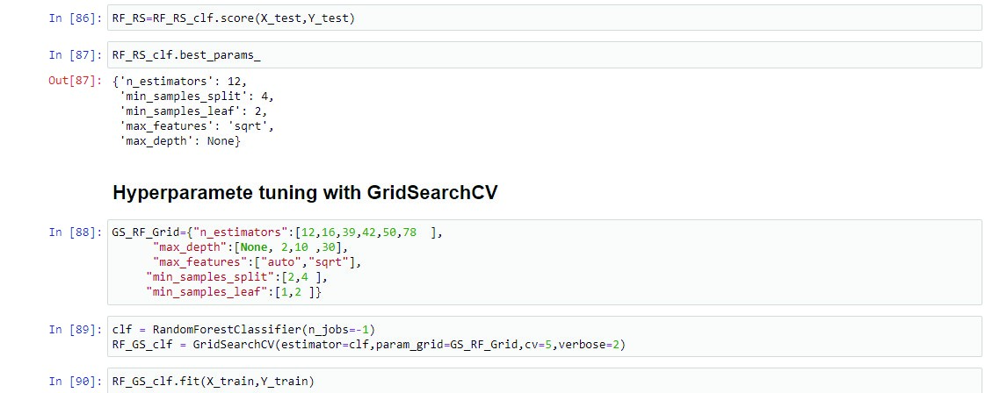 In [86]: RF_RS=RF_RS_clf.score(X_test,Y_test)
In [87]: RF_RS_clf.best_params_
Out[87]: {'n_estimators': 12,
'min_samples_split': 4,
'min_samples_leaf': 2,
'max_features': 'sqrt',
'max_depth': None}
Hyperparamete tuning with GridSearchCV
In [88]: GS_RF_Grid={"n_estimators":[12,16,39,42,50,78  ],
"max_depth":[None, 2,10 ,30],
"max_features":["auto","sqrt"],
"min_samples_split":[2,4 ],
"min_samples_leaf":[1,2 ]}
In [89]: clf = RandomForestClassifier(n_jobs=-1)
RF_GS_clf = GridSearchCV(estimator=clf,param_grid=GS_RF_Grid,cv=5,verbose=2)
In [90]: RF_GS_clf.fit(X_train,Y_train)